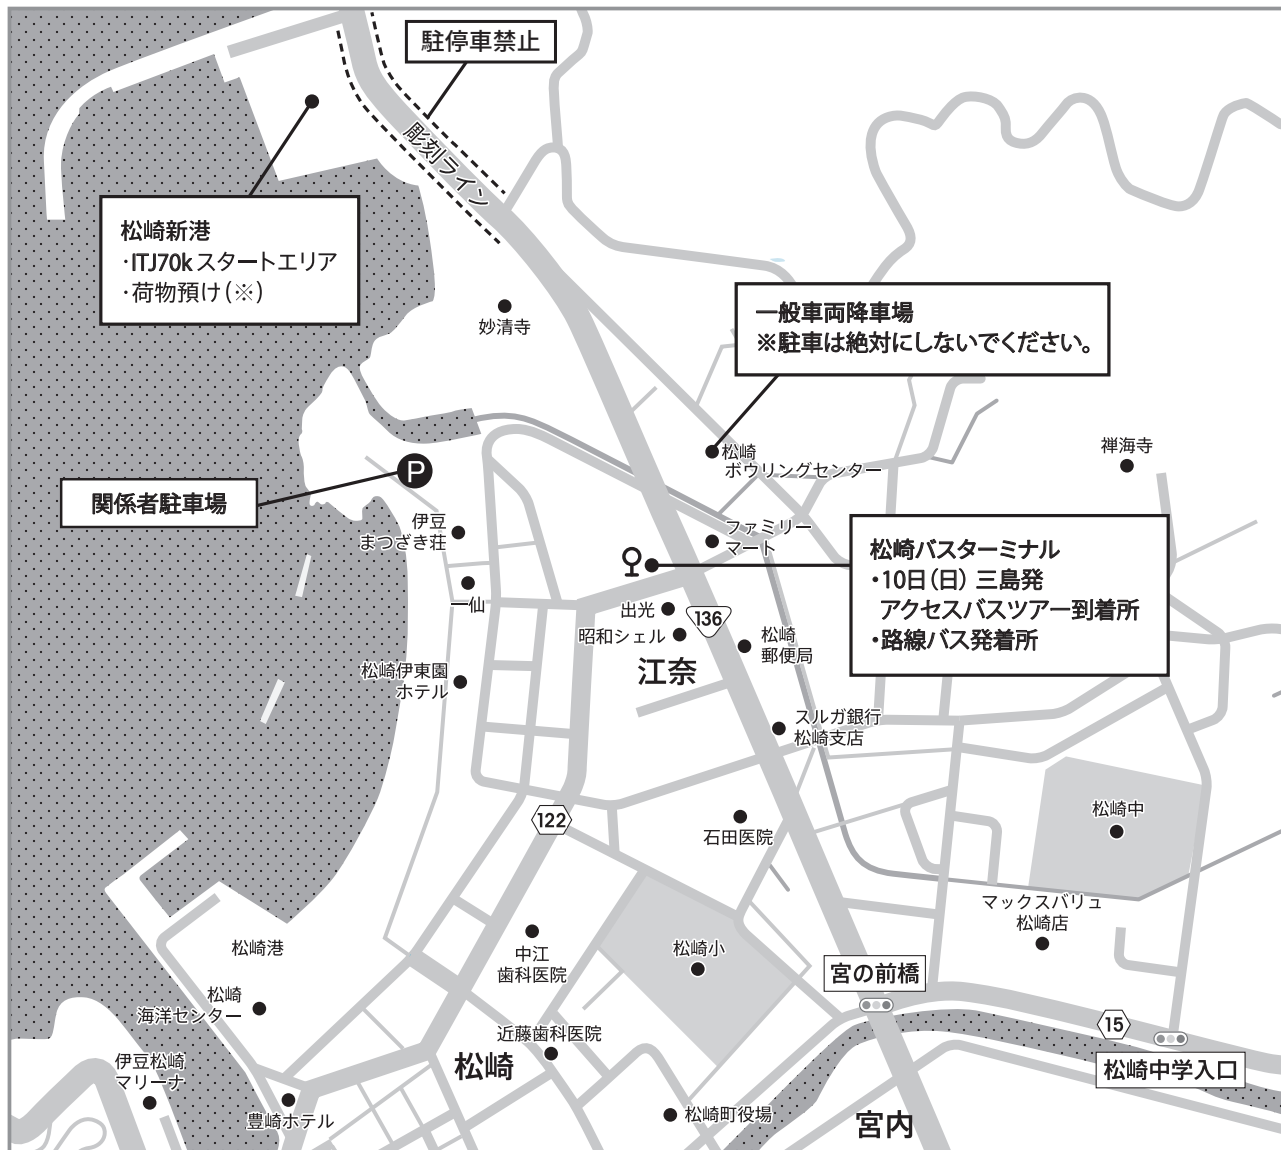 駐停車禁止
彫刻ライン
松崎新港
・ITJ70kスタートエリア
・荷物預け(※)
妙清寺
一般車両降車場
※駐車は絶対にしないでください。
松崎
ボウリングセンター
禅海寺
P
関係者駐車場
伊豆
まつざき荘
ファミリー
マート
松崎バスターミナル
・10日(日) 三島発
アクセスバスツアー到着所
・路線バス発着所
一仙
出光
昭和シェル
136
松崎
郵便局
江奈
松崎伊東園
ホテル
スルガ銀行
松崎支店
122
石田医院
松崎中
マックスバリュ
松崎店
中江
歯科医院
松崎小
松崎港
宮の前橋
松崎
海洋センター
15
近藤歯科医院
松崎
松崎中学入口
伊豆松崎
マリーナ
豊崎ホテル
松崎町役場
宮内